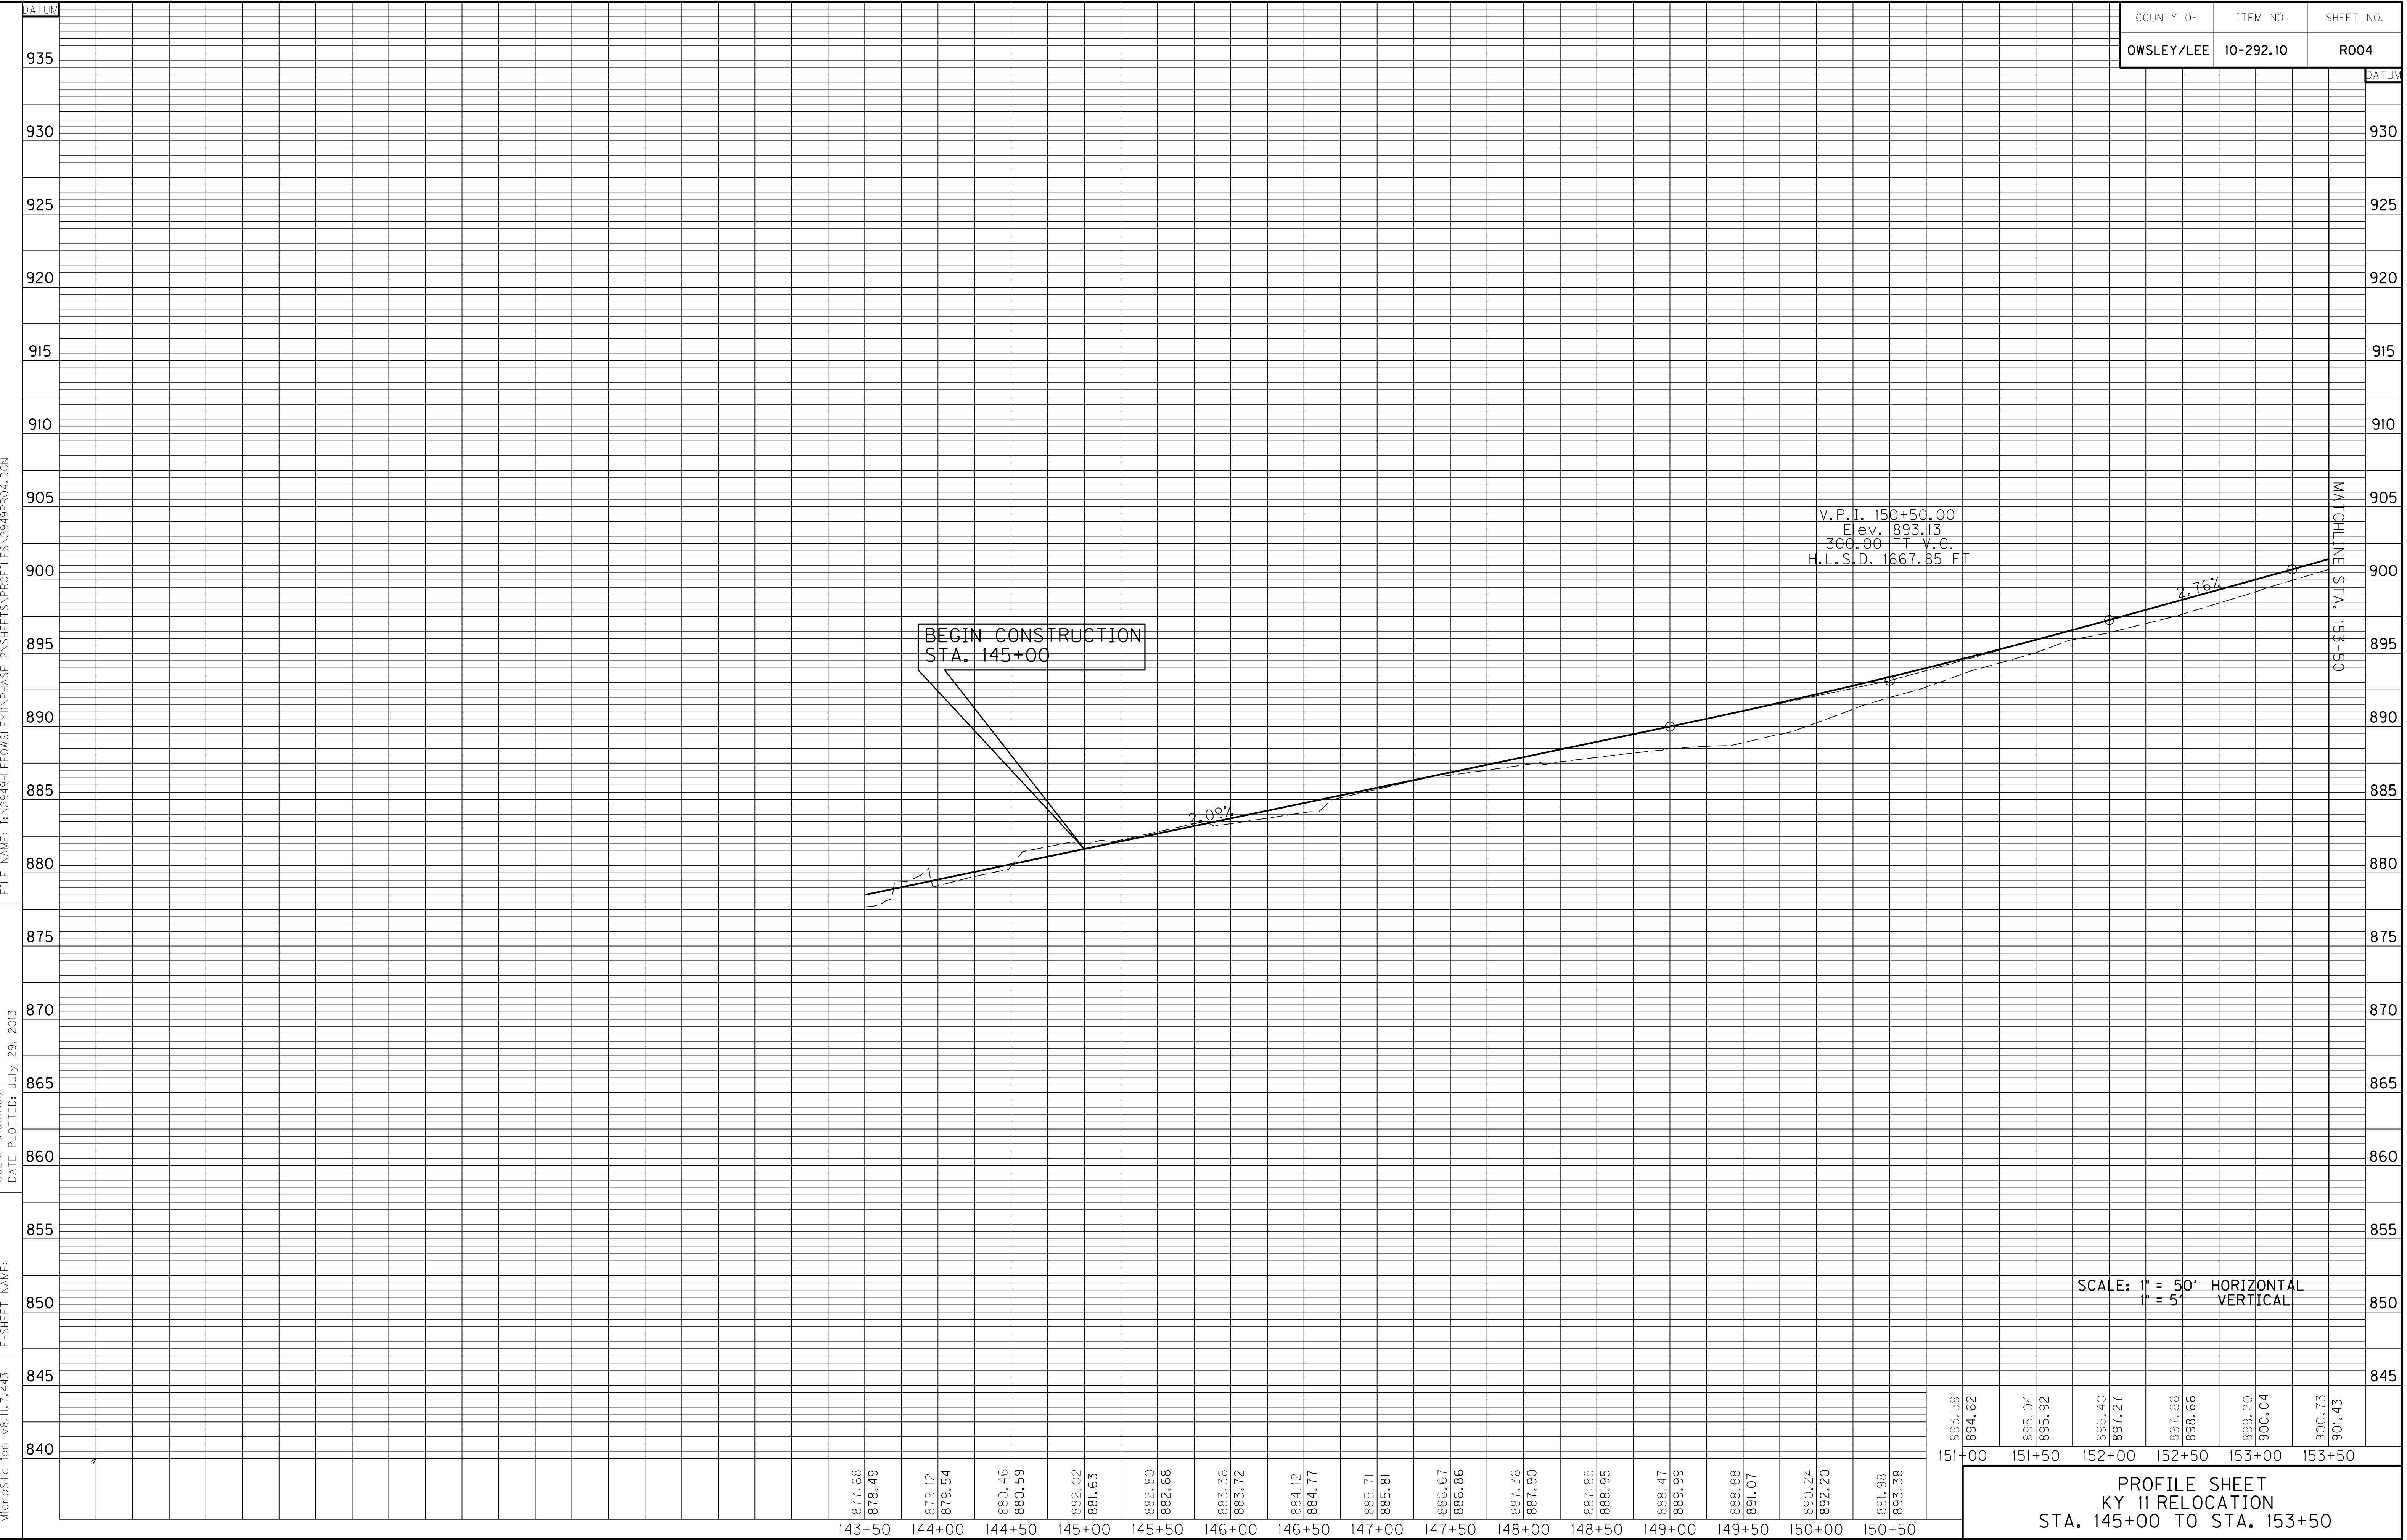 DATUM
COUNTY OF ITEM NO. SHEET NO.
OWSLEY/LEE 10-292.10 R004
DATUM
935
930 930
925 925
920 920
915 915
910 910
905 905
900 900
895 895
890 890
885 885
880 880
875 875
870 870
865 865
860 860
855 855
850 850
845 845
840
V.P.I. 150+50.00
Elev. 893.13
300.00 FT V.C.
H.L.S.D. 1667.85 FT
MATCHLINE STA. 153+50
2.76%
BEGIN CONSTRUCTION
STA. 145+00
2.09%
SCALE: 1" = 50' HORIZONTAL
1" = 5' VERTICAL
877.68 879.12 880.46 882.02 882.80 883.36 884.12 885.71 886.67 887.36 887.89 888.47 888.88 890.24 891.98
878.49 879.54 880.59 881.63 882.68 883.72 884.77 885.81 886.86 887.90 888.95 889.99 891.07 892.20 893.38
143+50 144+00 144+50 145+00 145+50 146+00 146+50 147+00 147+50 148+00 148+50 149+00 149+50 150+00 150+50
893.59 895.04 896.40 897.66 899.20 900.73
894.62 895.92 897.27 898.66 900.04 901.43
151+00 151+50 152+00 152+50 153+00 153+50
PROFILE SHEET
KY 11 RELOCATION
STA. 145+00 TO STA. 153+50
MicroStation v8.11.7.443
E-SHEET NAME:
DATE PLOTTED: July 29, 2013
FILE NAME: I:\2949-LEEOWSLEY11\PHASE 2\SHEETS\PROFILES\2949PR04.DGN